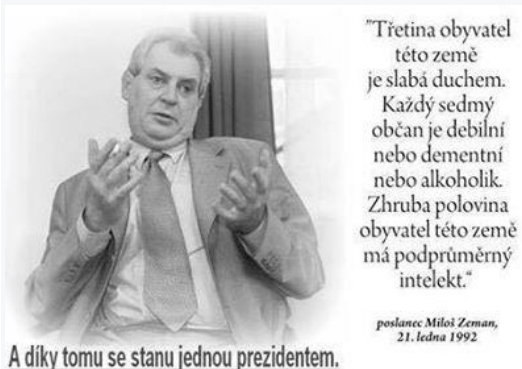 "Třetina obyvatel
této země
je slabá duchem.
Každý sedmý
občan je debilní
nebo dementní
nebo alkoholik.
Zhruba polovina
obyvatel této země
má podprůměrný
intelekt.“
poslanec Miloš Zeman,
21. ledna 1992
A díky tomu se stanu jednou prezidentem.